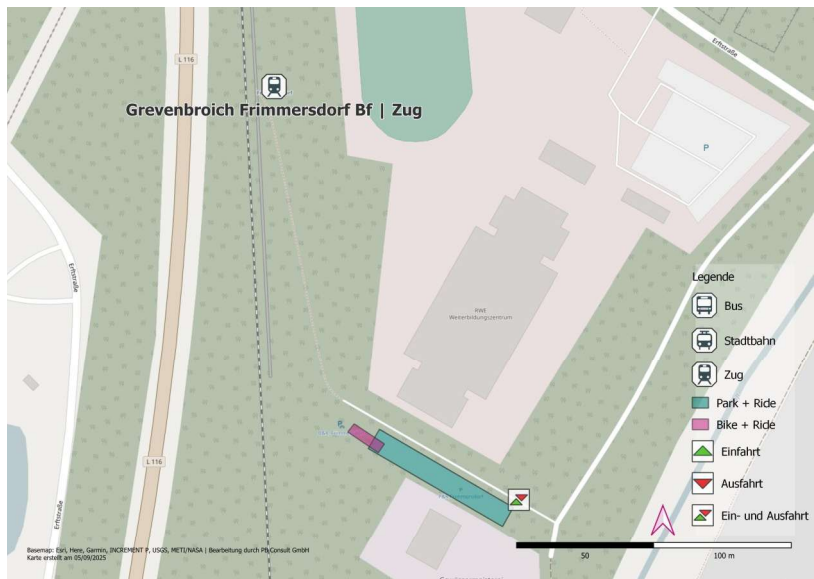 Erftstraße
L 116
Grevenbroich Frimmersdorf Bf | Zug
P
Erftstraße
RWE
Weiterbildungszentrum
Legende
Bus
Stadtbahn
Zug
Park + Ride
Bike + Ride
Einfahrt
Ausfahrt
Ein- und Ausfahrt
L 116
Erftstraße
50
100 m
Basemap: Esri, Here, Garmin, INCREMENT P, USGS, METI/NASA | Bearbeitung durch PB Consult GmbH
Karte erstellt am 05/09/2025